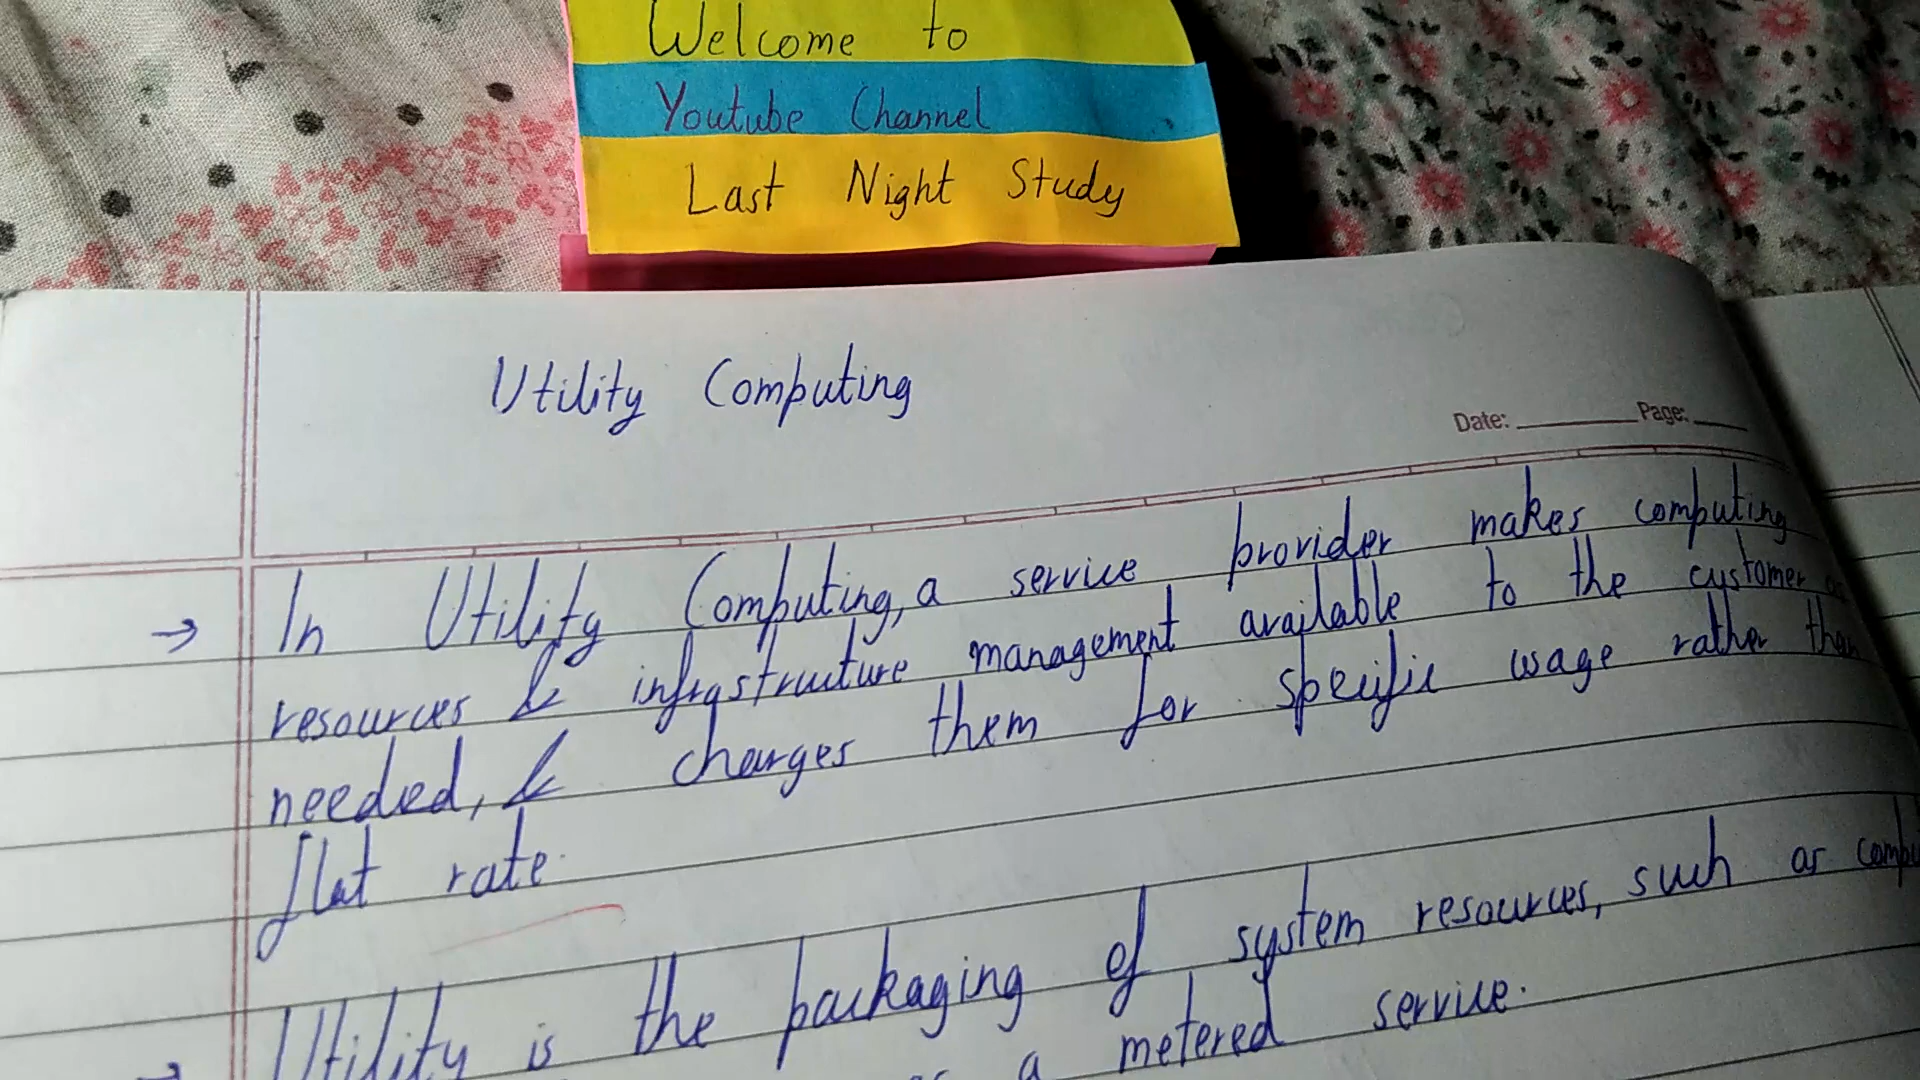 Welcome to
Youtube Channel
Last Night Study
Utility Computing
Date: Page:
→ In Utility Computing, a service provider makes computing
resources & infrastructure management available to the customer as
needed, & charges them for specific usage rather than
flat rate.
→ Utility is the packaging of system resources, such as
as a metered service.